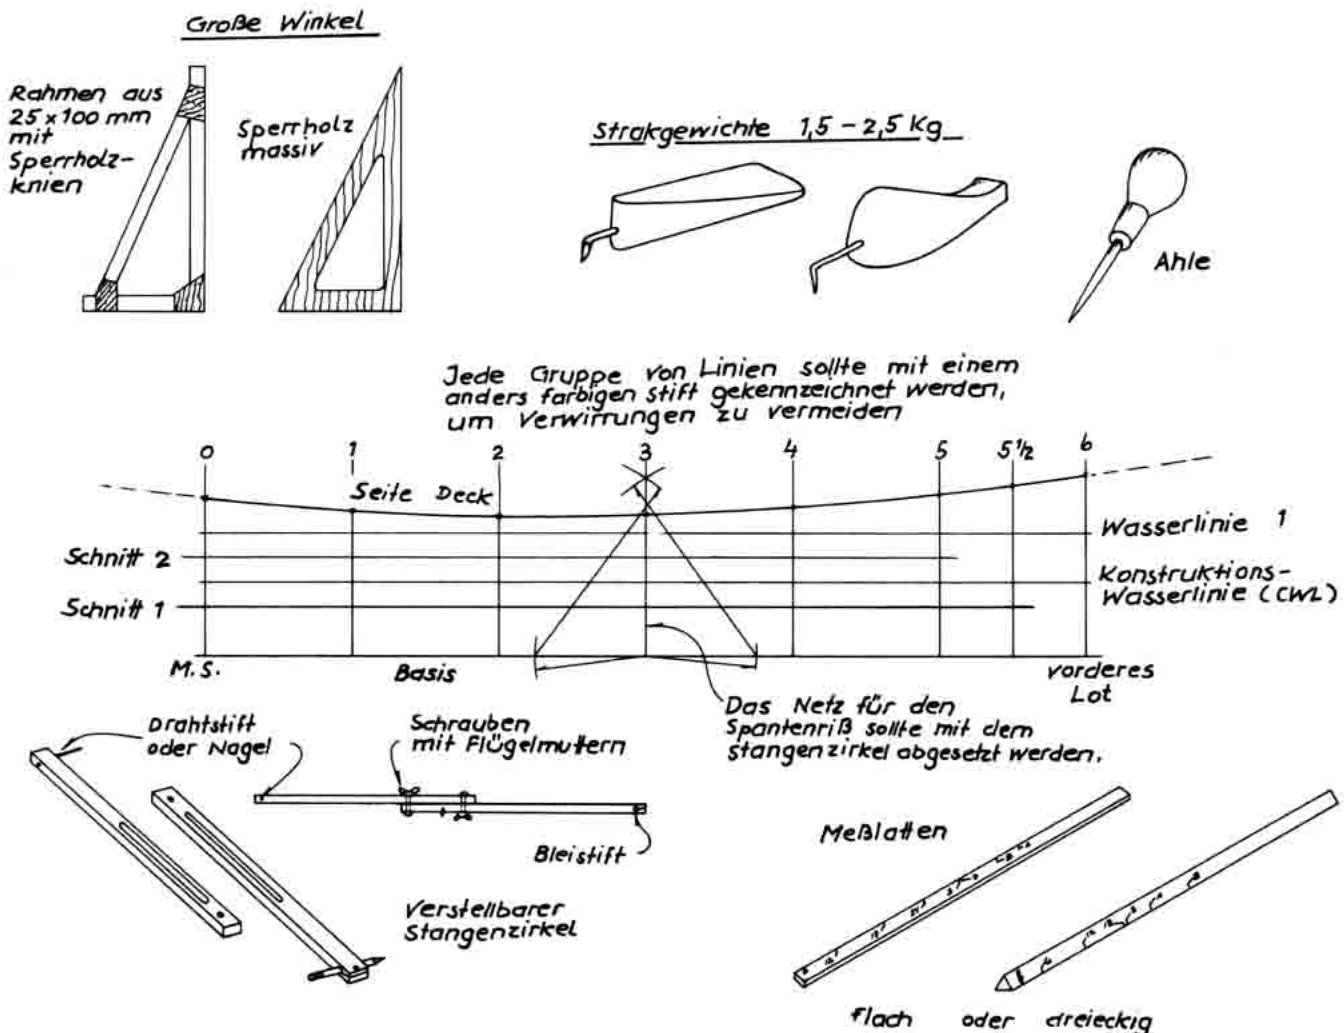 Große Winkel
Rahmen aus
25 x 100 mm
mit
Sperrholz-
knien
Sperrholz
massiv
Strakgewichte 1,5 - 2,5 Kg
Ahle
Jede Gruppe von Linien sollte mit einem
anders farbigen Stift gekennzeichnet werden,
um Verwirrungen zu vermeiden
0 1 2 3 4 5 5 1/2 6
Seite Deck
Wasserlinie 1
Schnitt 2
Konstruktions-
Wasserlinie (CWL)
Schnitt 1
M.S.
Basis
vorderes
Lot
Das Netz für den
Spantenriß sollte mit dem
Stangenzirkel abgesetzt werden.
Drahtstift
oder Nagel
Schrauben
mit Flügelmuttern
Bleistift
Verstellbarer
Stangenzirkel
Meßlatten
flach oder dreieckig